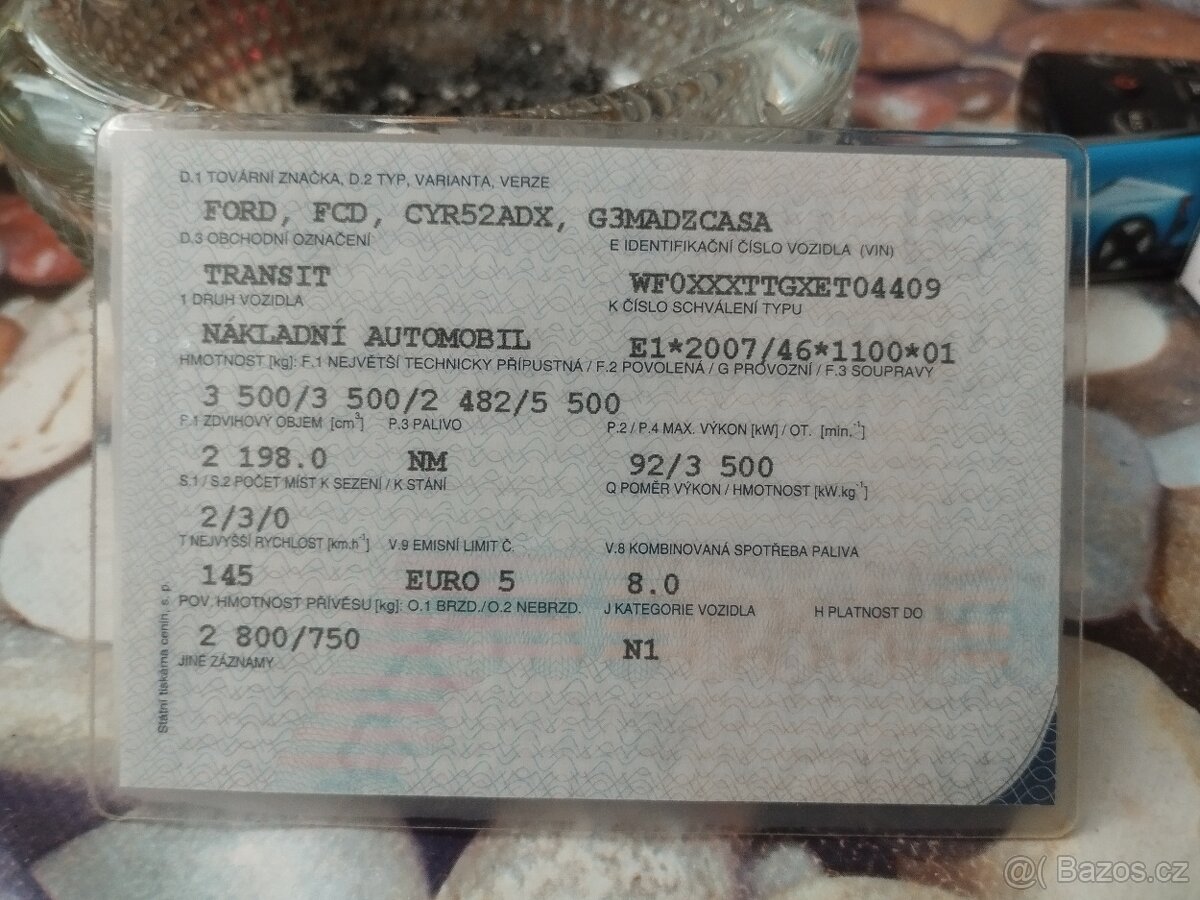 D.1 TOVÁRNÍ ZNAČKA, D.2 TYP, VARIANTA, VERZE
FORD, FCD, CYR52ADX, G3MADZCASA
D.3 OBCHODNÍ OZNAČENÍ E IDENTIFIKAČNÍ ČÍSLO VOZIDLA (VIN)
TRANSIT WF0XXXTTGXET04409
1 DRUH VOZIDLA K ČÍSLO SCHVÁLENÍ TYPU
NÁKLADNÍ AUTOMOBIL E1*2007/46*1100*01
HMOTNOST [kg]: F.1 NEJVĚTŠÍ TECHNICKY PŘÍPUSTNÁ / F.2 POVOLENÁ / G PROVOZNÍ / F.3 SOUPRAVY
3 500/3 500/2 482/5 500
P.1 ZDVIHOVÝ OBJEM [cm³] P.3 PALIVO P.2 / P.4 MAX. VÝKON [kW] / OT. [min.⁻¹]
2 198.0 NM 92/3 500
S.1 / S.2 POČET MÍST K SEZENÍ / K STÁNÍ Q POMĚR VÝKON / HMOTNOST [kW.kg⁻¹]
2/3/0
T NEJVYŠŠÍ RYCHLOST [km.h⁻¹] V.9 EMISNÍ LIMIT Č. V.8 KOMBINOVANÁ SPOTŘEBA PALIVA
145 EURO 5 8.0
POV. HMOTNOST PŘÍVĚSU [kg]: O.1 BRZD./O.2 NEBRZD. J KATEGORIE VOZIDLA H PLATNOST DO
2 800/750 N1
JINÉ ZÁZNAMY
Státní tiskárna cenin, s. p.
@( Bazos.cz